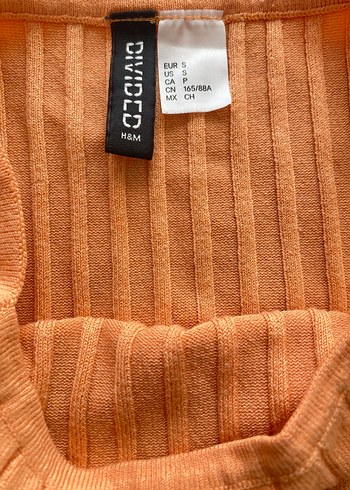 DIVIDED
H&M
EUR S
US S
CA P
CN 165/88A
MX CH